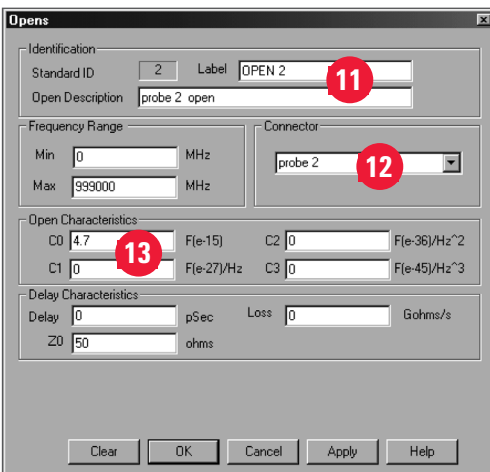 Opens
Identification
Standard ID 2 Label OPEN 2
11
Open Description probe 2 open
Frequency Range
Min 0 MHz
Max 999000 MHz
Connector
probe 2
12
Open Characteristics
C0 4.7 F(e-15) C2 0 F(e-36)/Hz^2
13
C1 0 F(e-27)/Hz C3 0 F(e-45)/Hz^3
Delay Characteristics
Delay 0 pSec Loss 0 Gohms/s
Z0 50 ohms
Clear OK Cancel Apply Help